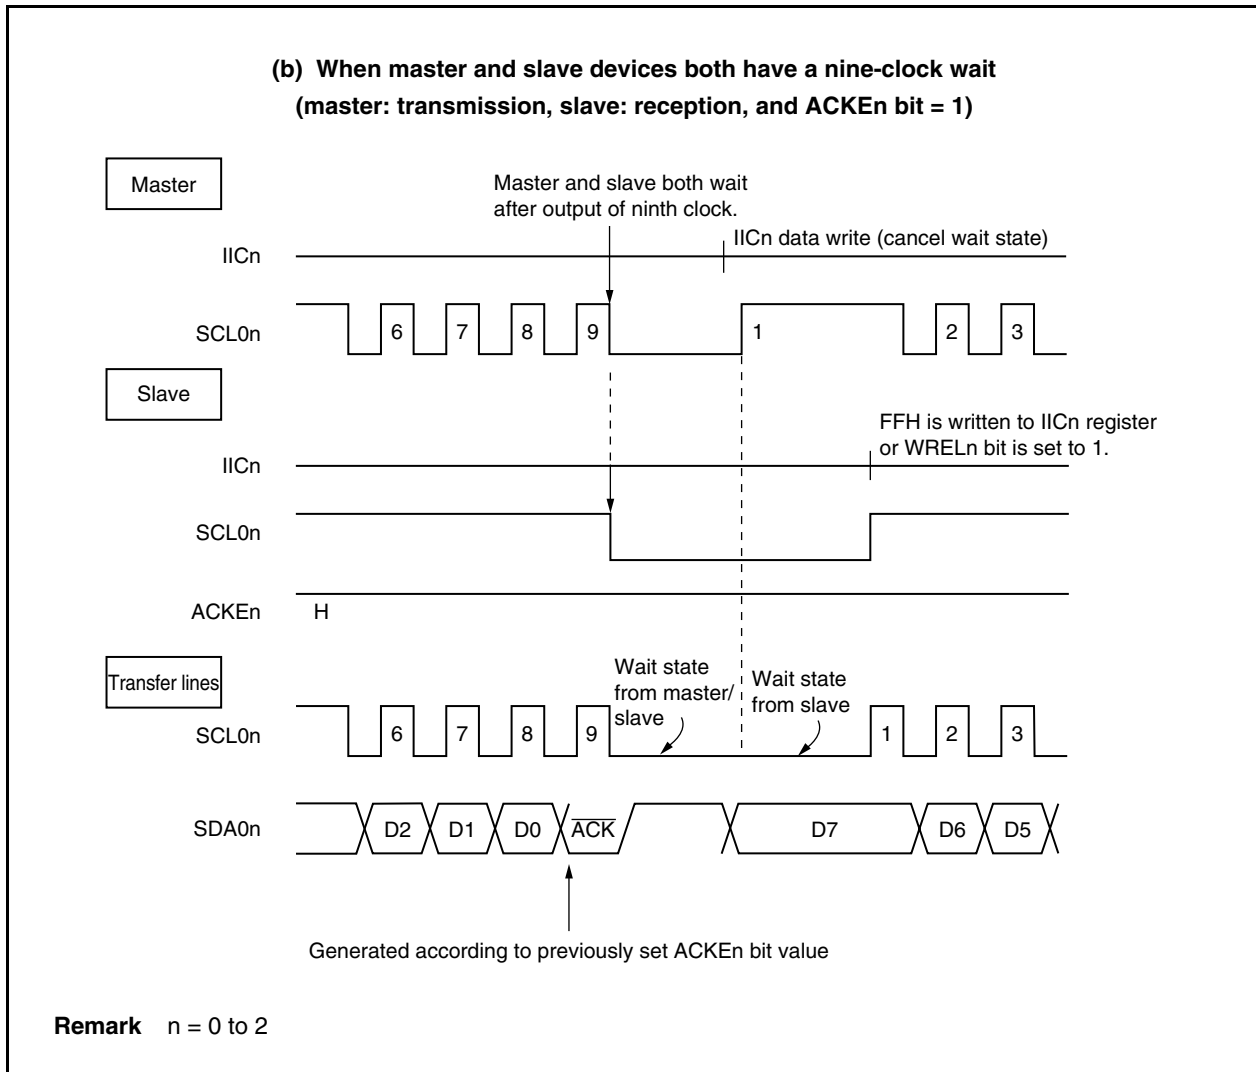 (b) When master and slave devices both have a nine-clock wait
(master: transmission, slave: reception, and ACKEn bit = 1)
Master
Master and slave both wait
after output of ninth clock.
IICn data write (cancel wait state)
IICn
SCL0n
6 7 8 9 1 2 3
Slave
FFH is written to IICn register
or WRELn bit is set to 1.
IICn
SCL0n
ACKEn H
Transfer lines
Wait state
from master/
slave
Wait state
from slave
SCL0n
6 7 8 9 1 2 3
SDA0n
D2 D1 D0 ACK D7 D6 D5
Generated according to previously set ACKEn bit value
Remark n = 0 to 2